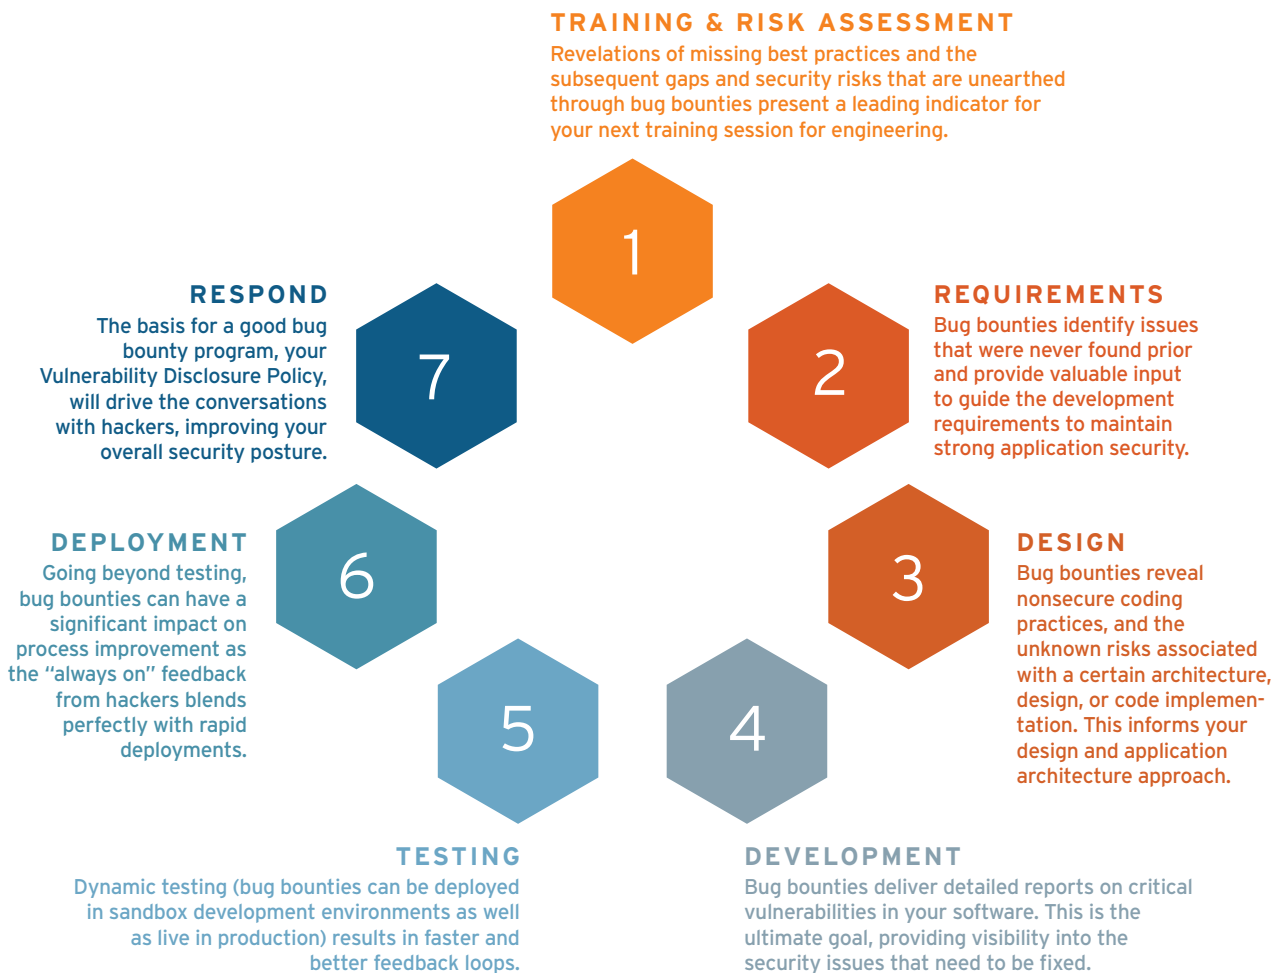 TRAINING & RISK ASSESSMENT
Revelations of missing best practices and the
subsequent gaps and security risks that are unearthed
through bug bounties present a leading indicator for
your next training session for engineering.
1
REQUIREMENTS
Bug bounties identify issues
that were never found prior
and provide valuable input
to guide the development
requirements to maintain
strong application security.
2
DESIGN
Bug bounties reveal
nonsecure coding
practices, and the
unknown risks associated
with a certain architecture,
design, or code implemen-
tation. This informs your
design and application
architecture approach.
3
4
DEVELOPMENT
Bug bounties deliver detailed reports on critical
vulnerabilities in your software. This is the
ultimate goal, providing visibility into the
security issues that need to be fixed.
5
TESTING
Dynamic testing (bug bounties can be deployed
in sandbox development environments as well
as live in production) results in faster and
better feedback loops.
6
DEPLOYMENT
Going beyond testing,
bug bounties can have a
significant impact on
process improvement as
the “always on” feedback
from hackers blends
perfectly with rapid
deployments.
7
RESPOND
The basis for a good bug
bounty program, your
Vulnerability Disclosure Policy,
will drive the conversations
with hackers, improving your
overall security posture.